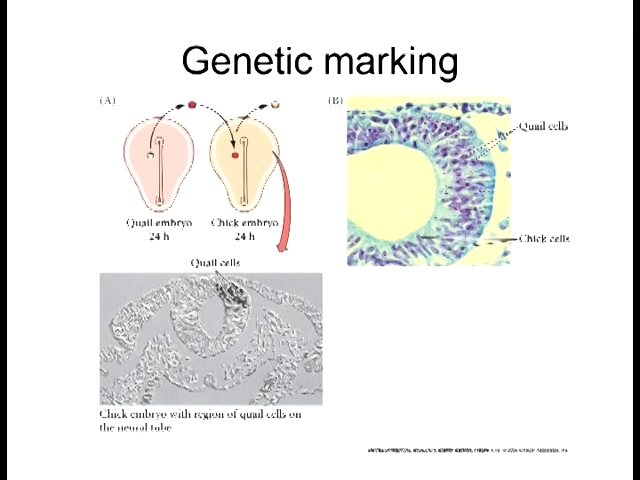 Genetic marking
(A)
Quail embryo
24 h
Chick embryo
24 h
Quail cells
Chick embryo with region of quail cells on
the neural tube
(B)
Quail cells
Chick cells